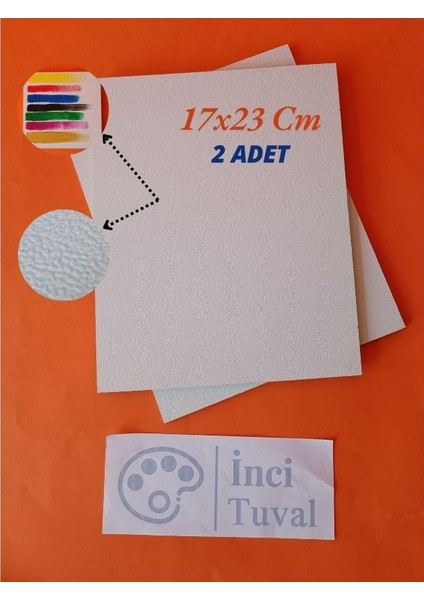 17x23 Cm
2 ADET
İnci
Tuval